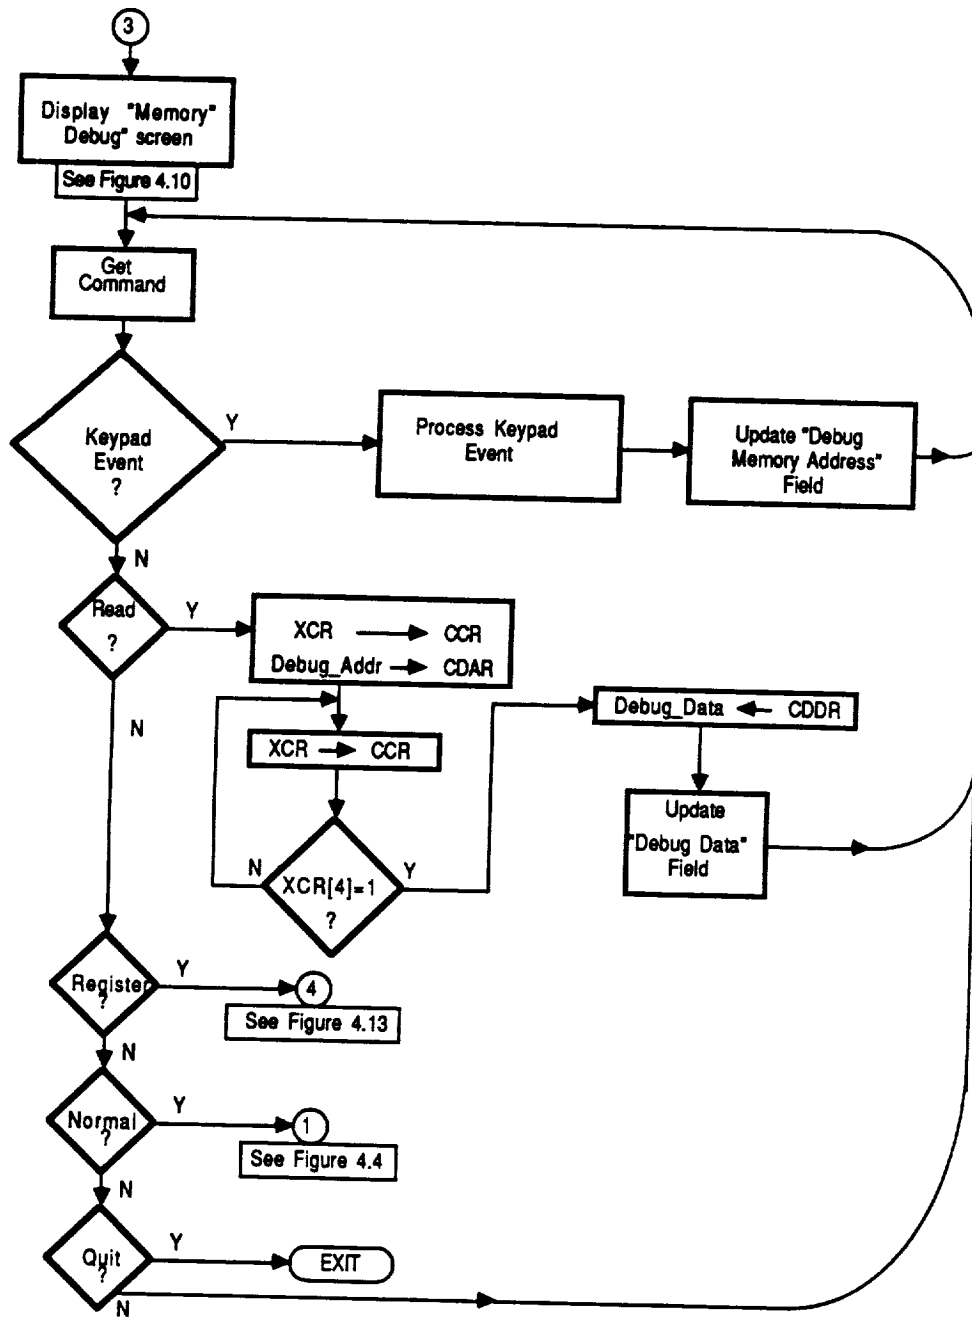 3
Display "Memory"
Debug" screen
See Figure 4.10
Get
Command
Keypad
Event
?
Y
Process Keypad
Event
Update "Debug
Memory Address"
Field
N
Read
?
Y
XCR CCR
Debug_Addr CDAR
N
XCR CCR
XCR[4]=1
?
N
Y
Debug_Data CDDR
Update
"Debug Data"
Field
Register
?
Y
4
See Figure 4.13
N
Normal
?
Y
1
See Figure 4.4
N
Quit
?
Y
EXIT
N